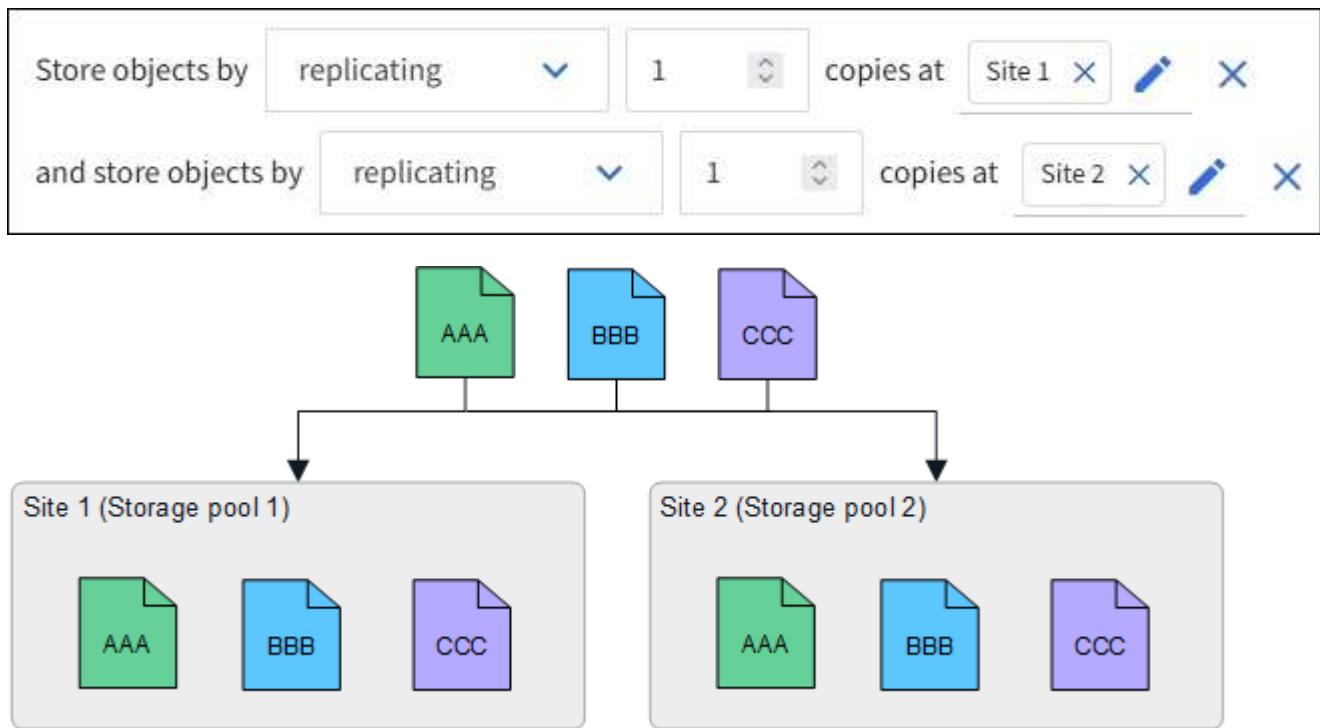 Store objects by replicating 1 copies at Site 1
and store objects by replicating 1 copies at Site 2
AAA BBB CCC
Site 1 (Storage pool 1) Site 2 (Storage pool 2)
AAA BBB CCC AAA BBB CCC